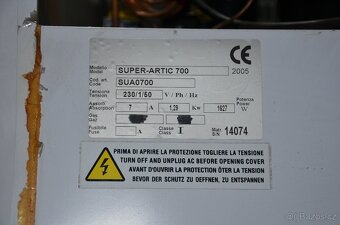 CE
Modello
Model
SUPER-ARTIC 700
2005
Cod. art.
Code
SUA0700
Tensione
Tension
230/1/50
V / Ph / Hz
Assorb.
Absorb.
7
A
1,29
Kw
1627
W
Potenza
Power
Gas
Gaz
Fusibile
Fuse
A
Classe
Class
I
Matr.
S/N
14074
PRIMA DI APRIRE LA PROTEZIONE TOGLIERE LA TENSIONE
TURN OFF AND UNPLUG AC BEFORE OPENING COVER
AVANT D'OUVRIR LA PROTECTION ÔTER LA TENSION
BEVOR DER SCHUTZ ZU OEFFNEN, ZU ENTSPANNEN